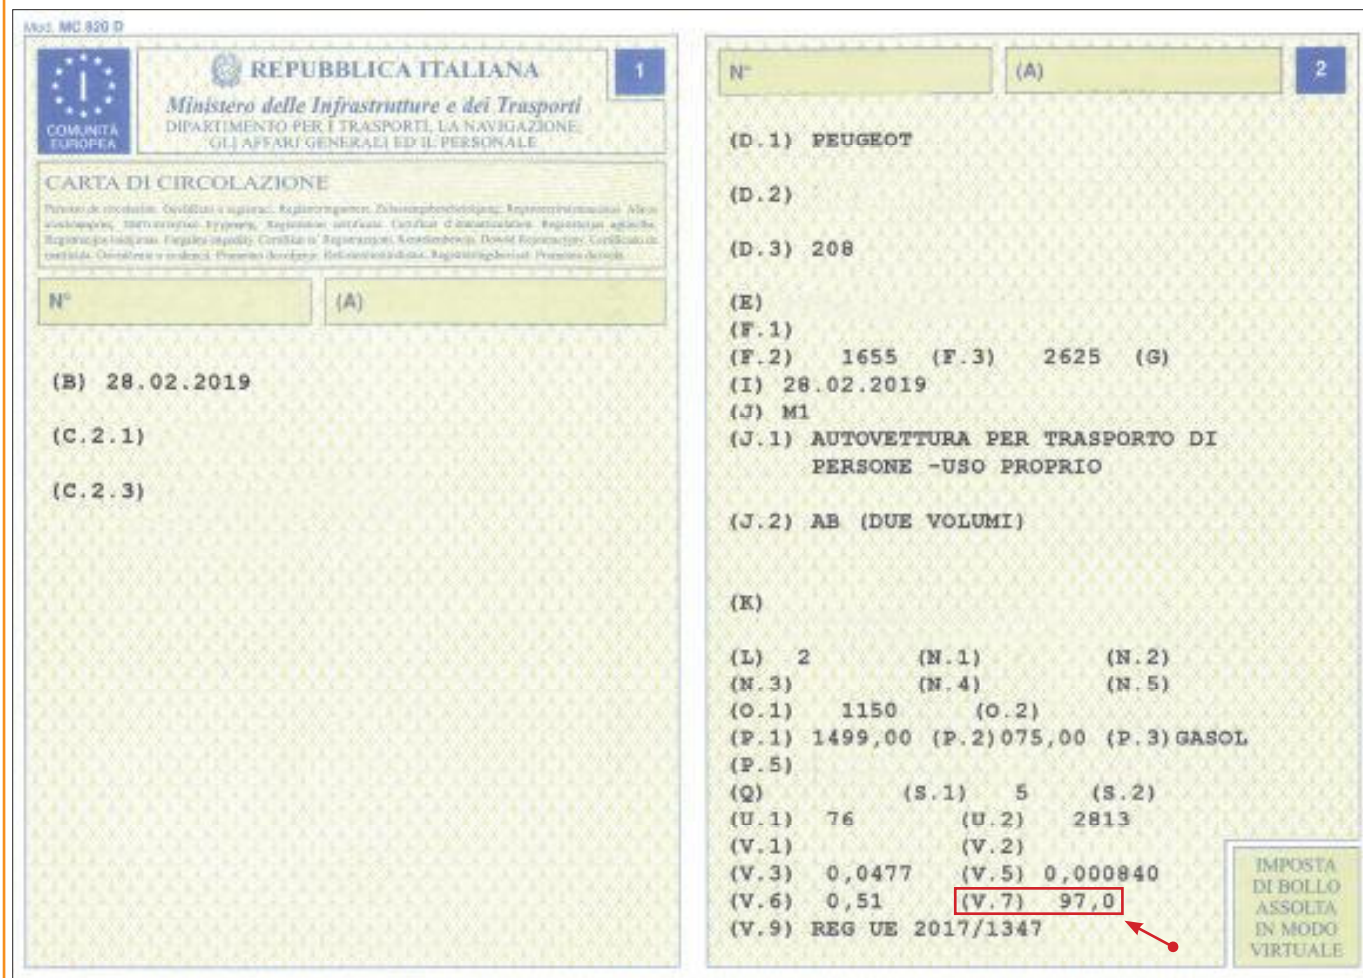 Mod. MC 820 D
COMUNITÀ
EUROPEA
I
REPUBBLICA ITALIANA
1
Ministero delle Infrastrutture e dei Trasporti
DIPARTIMENTO PER I TRASPORTI, LA NAVIGAZIONE,
GLI AFFARI GENERALI ED IL PERSONALE
CARTA DI CIRCOLAZIONE
N°
(A)
(B) 28.02.2019
(C.2.1)
(C.2.3)
N°
(A)
2
(D.1) PEUGEOT
(D.2)
(D.3) 208
(E)
(F.1)
(F.2) 1655 (F.3) 2625 (G)
(I) 28.02.2019
(J) M1
(J.1) AUTOVETTURA PER TRASPORTO DI
PERSONE -USO PROPRIO
(J.2) AB (DUE VOLUMI)
(K)
(L) 2 (N.1) (N.2)
(N.3) (N.4) (N.5)
(O.1) 1150 (O.2)
(P.1) 1499,00 (P.2)075,00 (P.3)GASOL
(P.5)
(Q) (S.1) 5 (S.2)
(U.1) 76 (U.2) 2813
(V.1) (V.2)
(V.3) 0,0477 (V.5) 0,000840
(V.6) 0,51 (V.7) 97,0
(V.9) REG UE 2017/1347
IMPOSTA
DI BOLLO
ASSOLTA
IN MODO
VIRTUALE